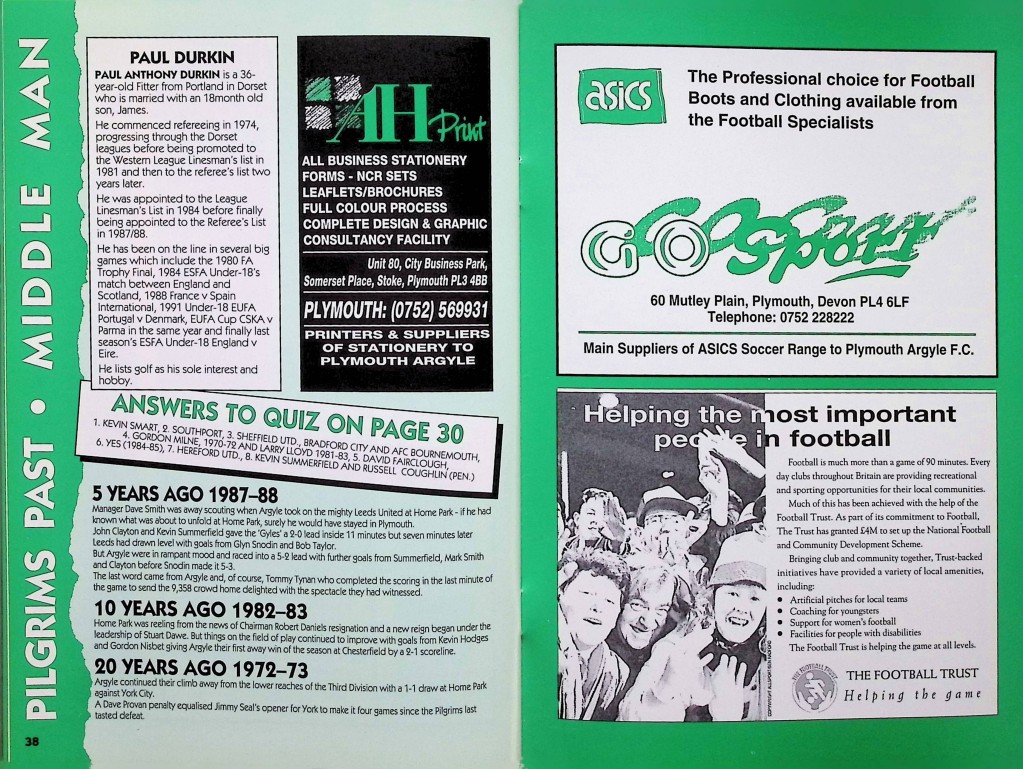 PILGRIMS PAST • MIDDLE MAN
PAUL DURKIN
PAUL ANTHONY DURKIN is a 36-
year-old Fitter from Portland in Dorset
who is married with an 18month old
son, James.
He commenced refereeing in 1974,
progressing through the Dorset
leagues before being promoted to
the Western League Linesman's list in
1981 and then to the referee's list two
years later.
He was appointed to the League
Linesman's List in 1984 before finally
being appointed to the Referee's List
in 1987/88.
He has been on the line in several big
games which include the 1980 FA
Trophy Final, 1984 ESFA Under-18's
match between England and
Scotland, 1988 France v Spain
International, 1991 Under-18 EUFA
Portugal v Denmark, EUFA Cup CSKA v
Parma in the same year and finally last
season's ESFA Under-18 England v
Eire.
He lists golf as his sole interest and
hobby.
AH Print
ALL BUSINESS STATIONERY
FORMS - NCR SETS
LEAFLETS/BROCHURES
FULL COLOUR PROCESS
COMPLETE DESIGN & GRAPHIC
CONSULTANCY FACILITY
Unit 80, City Business Park,
Somerset Place, Stoke, Plymouth PL3 4BB
PLYMOUTH: (0752) 569931
PRINTERS & SUPPLIERS
OF STATIONERY TO
PLYMOUTH ARGYLE
ANSWERS TO QUIZ ON PAGE 30
1. KEVIN SMART, 2. SOUTHPORT, 3. SHEFFIELD UTD., BRADFORD CITY AND AFC BOURNEMOUTH,
4. GORDON MILNE, 1970-72 AND LARRY LLOYD 1981-83, 5. DAVID FAIRCLOUGH,
6. YES (1984-85), 7. HEREFORD UTD., 8. KEVIN SUMMERFIELD AND RUSSELL COUGHLIN (PEN.)
5 YEARS AGO 1987–88
Manager Dave Smith was away scouting when Argyle took on the mighty Leeds United at Home Park - if he had
known what was about to unfold at Home Park, surely he would have stayed in Plymouth.
John Clayton and Kevin Summerfield gave the 'Gyles' a 2-0 lead inside 11 minutes but seven minutes later
Leeds had drawn level with goals from Glyn Snodin and Bob Taylor.
But Argyle were in rampant mood and raced into a 5-2 lead with further goals from Summerfield, Mark Smith
and Clayton before Snodin made it 5-3.
The last word came from Argyle and, of course, Tommy Tynan who completed the scoring in the last minute of
the game to send the 9,358 crowd home delighted with the spectacle they had witnessed.
10 YEARS AGO 1982–83
Home Park was reeling from the news of Chairman Robert Daniels resignation and a new reign began under the
leadership of Stuart Dawe. But things on the field of play continued to improve with goals from Kevin Hodges
and Gordon Nisbet giving Argyle their first away win of the season at Chesterfield by a 2-1 scoreline.
20 YEARS AGO 1972–73
Argyle continued their climb away from the lower reaches of the Third Division with a 1-1 draw at Home Park
against York City.
A Dave Provan penalty equalised Jimmy Seal's opener for York to make it four games since the Pilgrims last
tasted defeat.
38
asics
The Professional choice for Football
Boots and Clothing available from
the Football Specialists
GO Sport
60 Mutley Plain, Plymouth, Devon PL4 6LF
Telephone: 0752 228222
Main Suppliers of ASICS Soccer Range to Plymouth Argyle F.C.
Helping the most important
people in football
Football is much more than a game of 90 minutes. Every
day clubs throughout Britain are providing recreational
and sporting opportunities for their local communities.
Much of this has been achieved with the help of the
Football Trust. As part of its commitment to Football,
The Trust has granted £4M to set up the National Football
and Community Development Scheme.
Bringing club and community together, Trust-backed
initiatives have provided a variety of local amenities,
including:
• Artificial pitches for local teams
• Coaching for youngsters
• Support for women's football
• Facilities for people with disabilities
The Football Trust is helping the game at all levels.
THE FOOTBALL TRUST
Helping the game